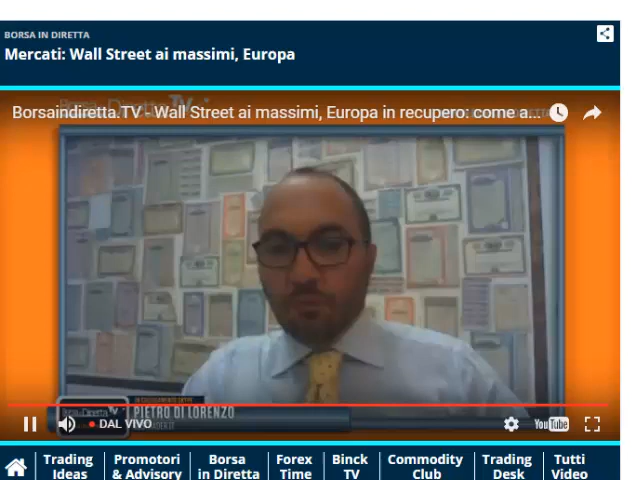 BORSA IN DIRETTA
Mercati: Wall Street ai massimi, Europa
Borsaindiretta.TV - Wall Street ai massimi, Europa in recupero: come a...
PIETRO DI LORENZO
DAL VIVO
YouTube
Trading Ideas
Promotori & Advisory
Borsa in Diretta
Forex Time
Binck TV
Commodity Club
Trading Desk
Tutti Video